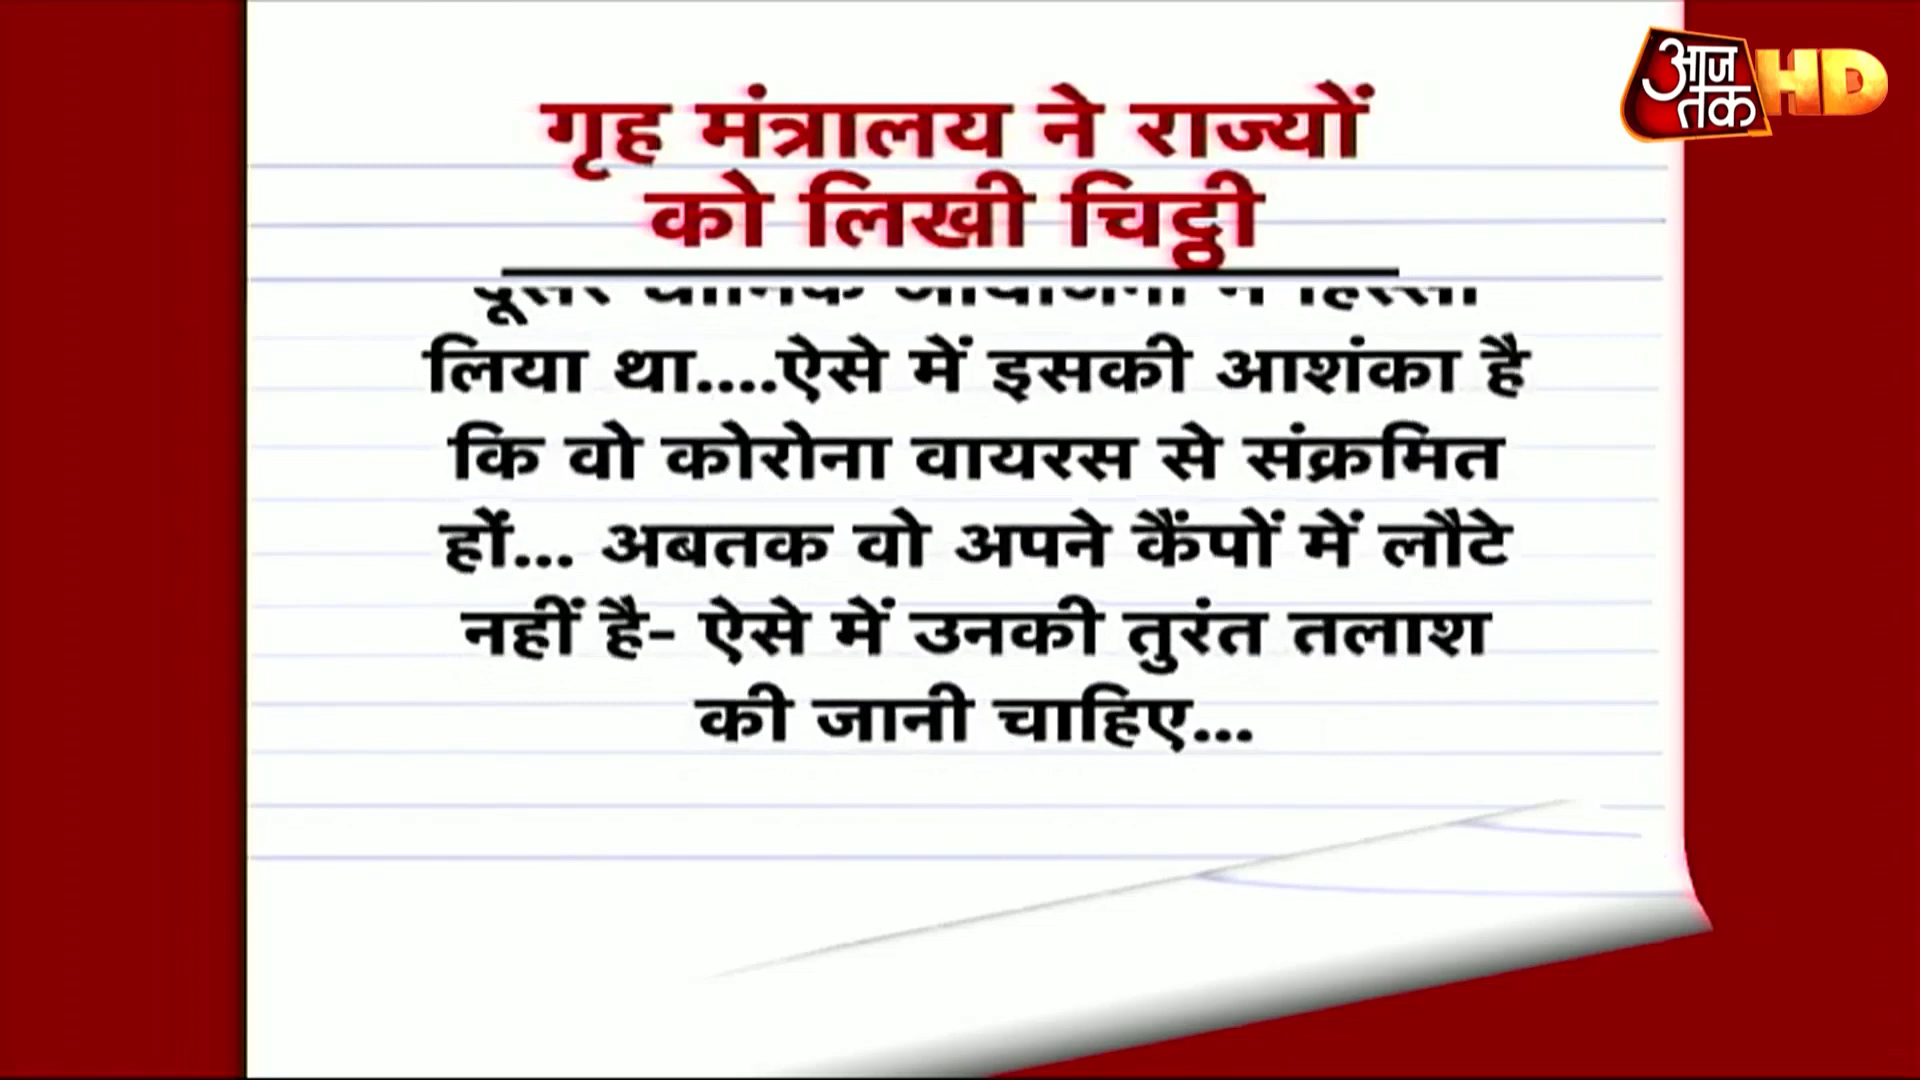 आज
तक HD
गृह मंत्रालय ने राज्यों
को लिखी चिट्ठी
लिया था....ऐसे में इसकी आशंका है
कि वो कोरोना वायरस से संक्रमित
हों... अबतक वो अपने कैंपों में लौटे
नहीं है- ऐसे में उनकी तुरंत तलाश
की जानी चाहिए...